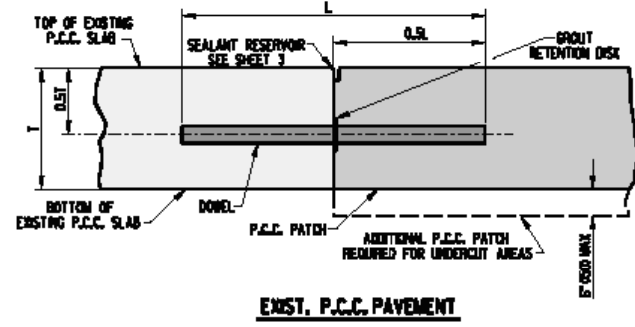 L
TOP OF EXISTING
P.C.C. SLAB
SEALANT RESERVOIR
SEE SHEET 3
0.5L
GROUT
RETENTION DISK
0.5T
T
BOTTOM OF
EXISTING P.C.C. SLAB
DOWEL
P.C.C. PATCH
ADDITIONAL P.C.C. PATCH
REQUIRED FOR UNDERCUT AREAS
MAX
EXIST. P.C.C. PAVEMENT